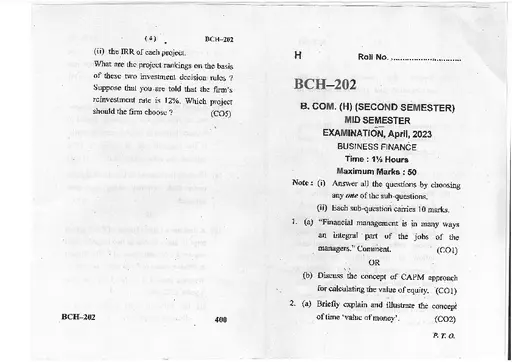 ( 4 ) BCH–202
(ii) the IRR of each project.
What are the project rankings on the basis
of these two investment decision rules ?
Suppose that you are told that the firm's
reinvestment rate is 12%. Which project
should the firm choose ? (CO5)
BCH–202 400
H Roll No. ..............................
BCH–202
B. COM. (H) (SECOND SEMESTER)
MID SEMESTER
EXAMINATION, April, 2023
BUSINESS FINANCE
Time : 1½ Hours
Maximum Marks : 50
Note : (i) Answer all the questions by choosing
any one of the sub-questions.
(ii) Each sub-question carries 10 marks.
1. (a) “Financial management is in many ways
an integral part of the jobs of the
managers.” Comment. (CO1)
OR
(b) Discuss the concept of CAPM approach
for calculating the value of equity. (CO1)
2. (a) Briefly explain and illustrate the concept
of time ‘value of money’. (CO2)
P. T. O.